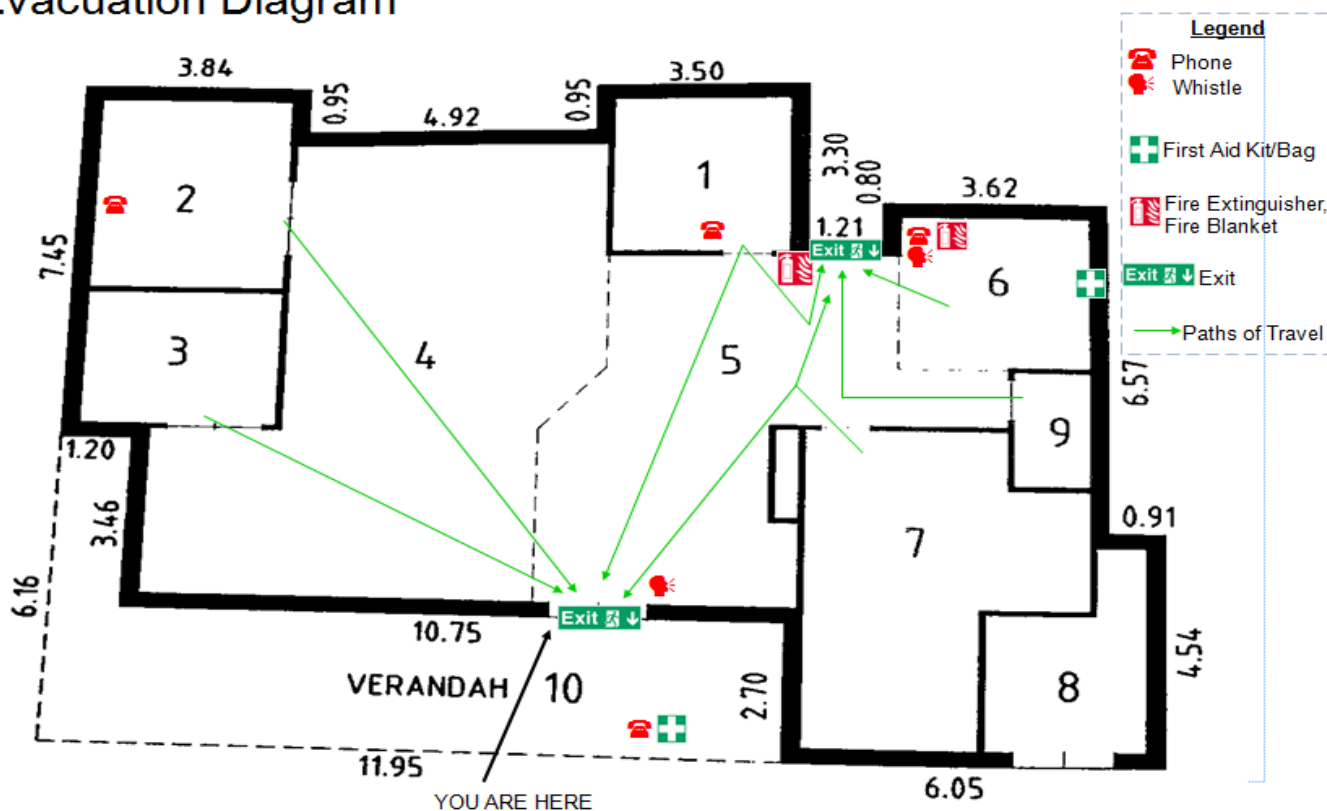 Evacuation Diagram
Legend
Phone
Whistle
First Aid Kit/Bag
Fire Extinguisher,
Fire Blanket
Exit Exit
Paths of Travel
3.84
0.95
4.92
0.95
3.50
3.30
0.80
3.62
1.21
Exit
1
2
3
4
5
6
7
8
9
7.45
1.20
3.46
6.16
6.57
0.91
4.54
10.75
Exit
VERANDAH 10
2.70
11.95
6.05
YOU ARE HERE